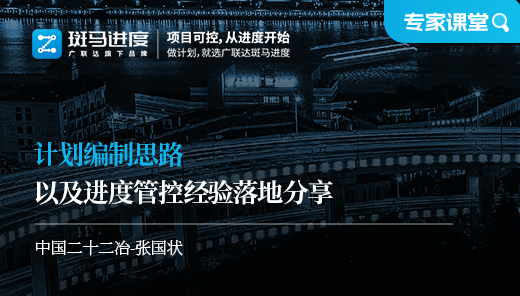 斑马进度
广联达旗下品牌
项目可控，从进度开始
做计划，就选广联达斑马进度
专家课堂
计划编制思路
以及进度管控经验落地分享
中国二十二冶-张国状